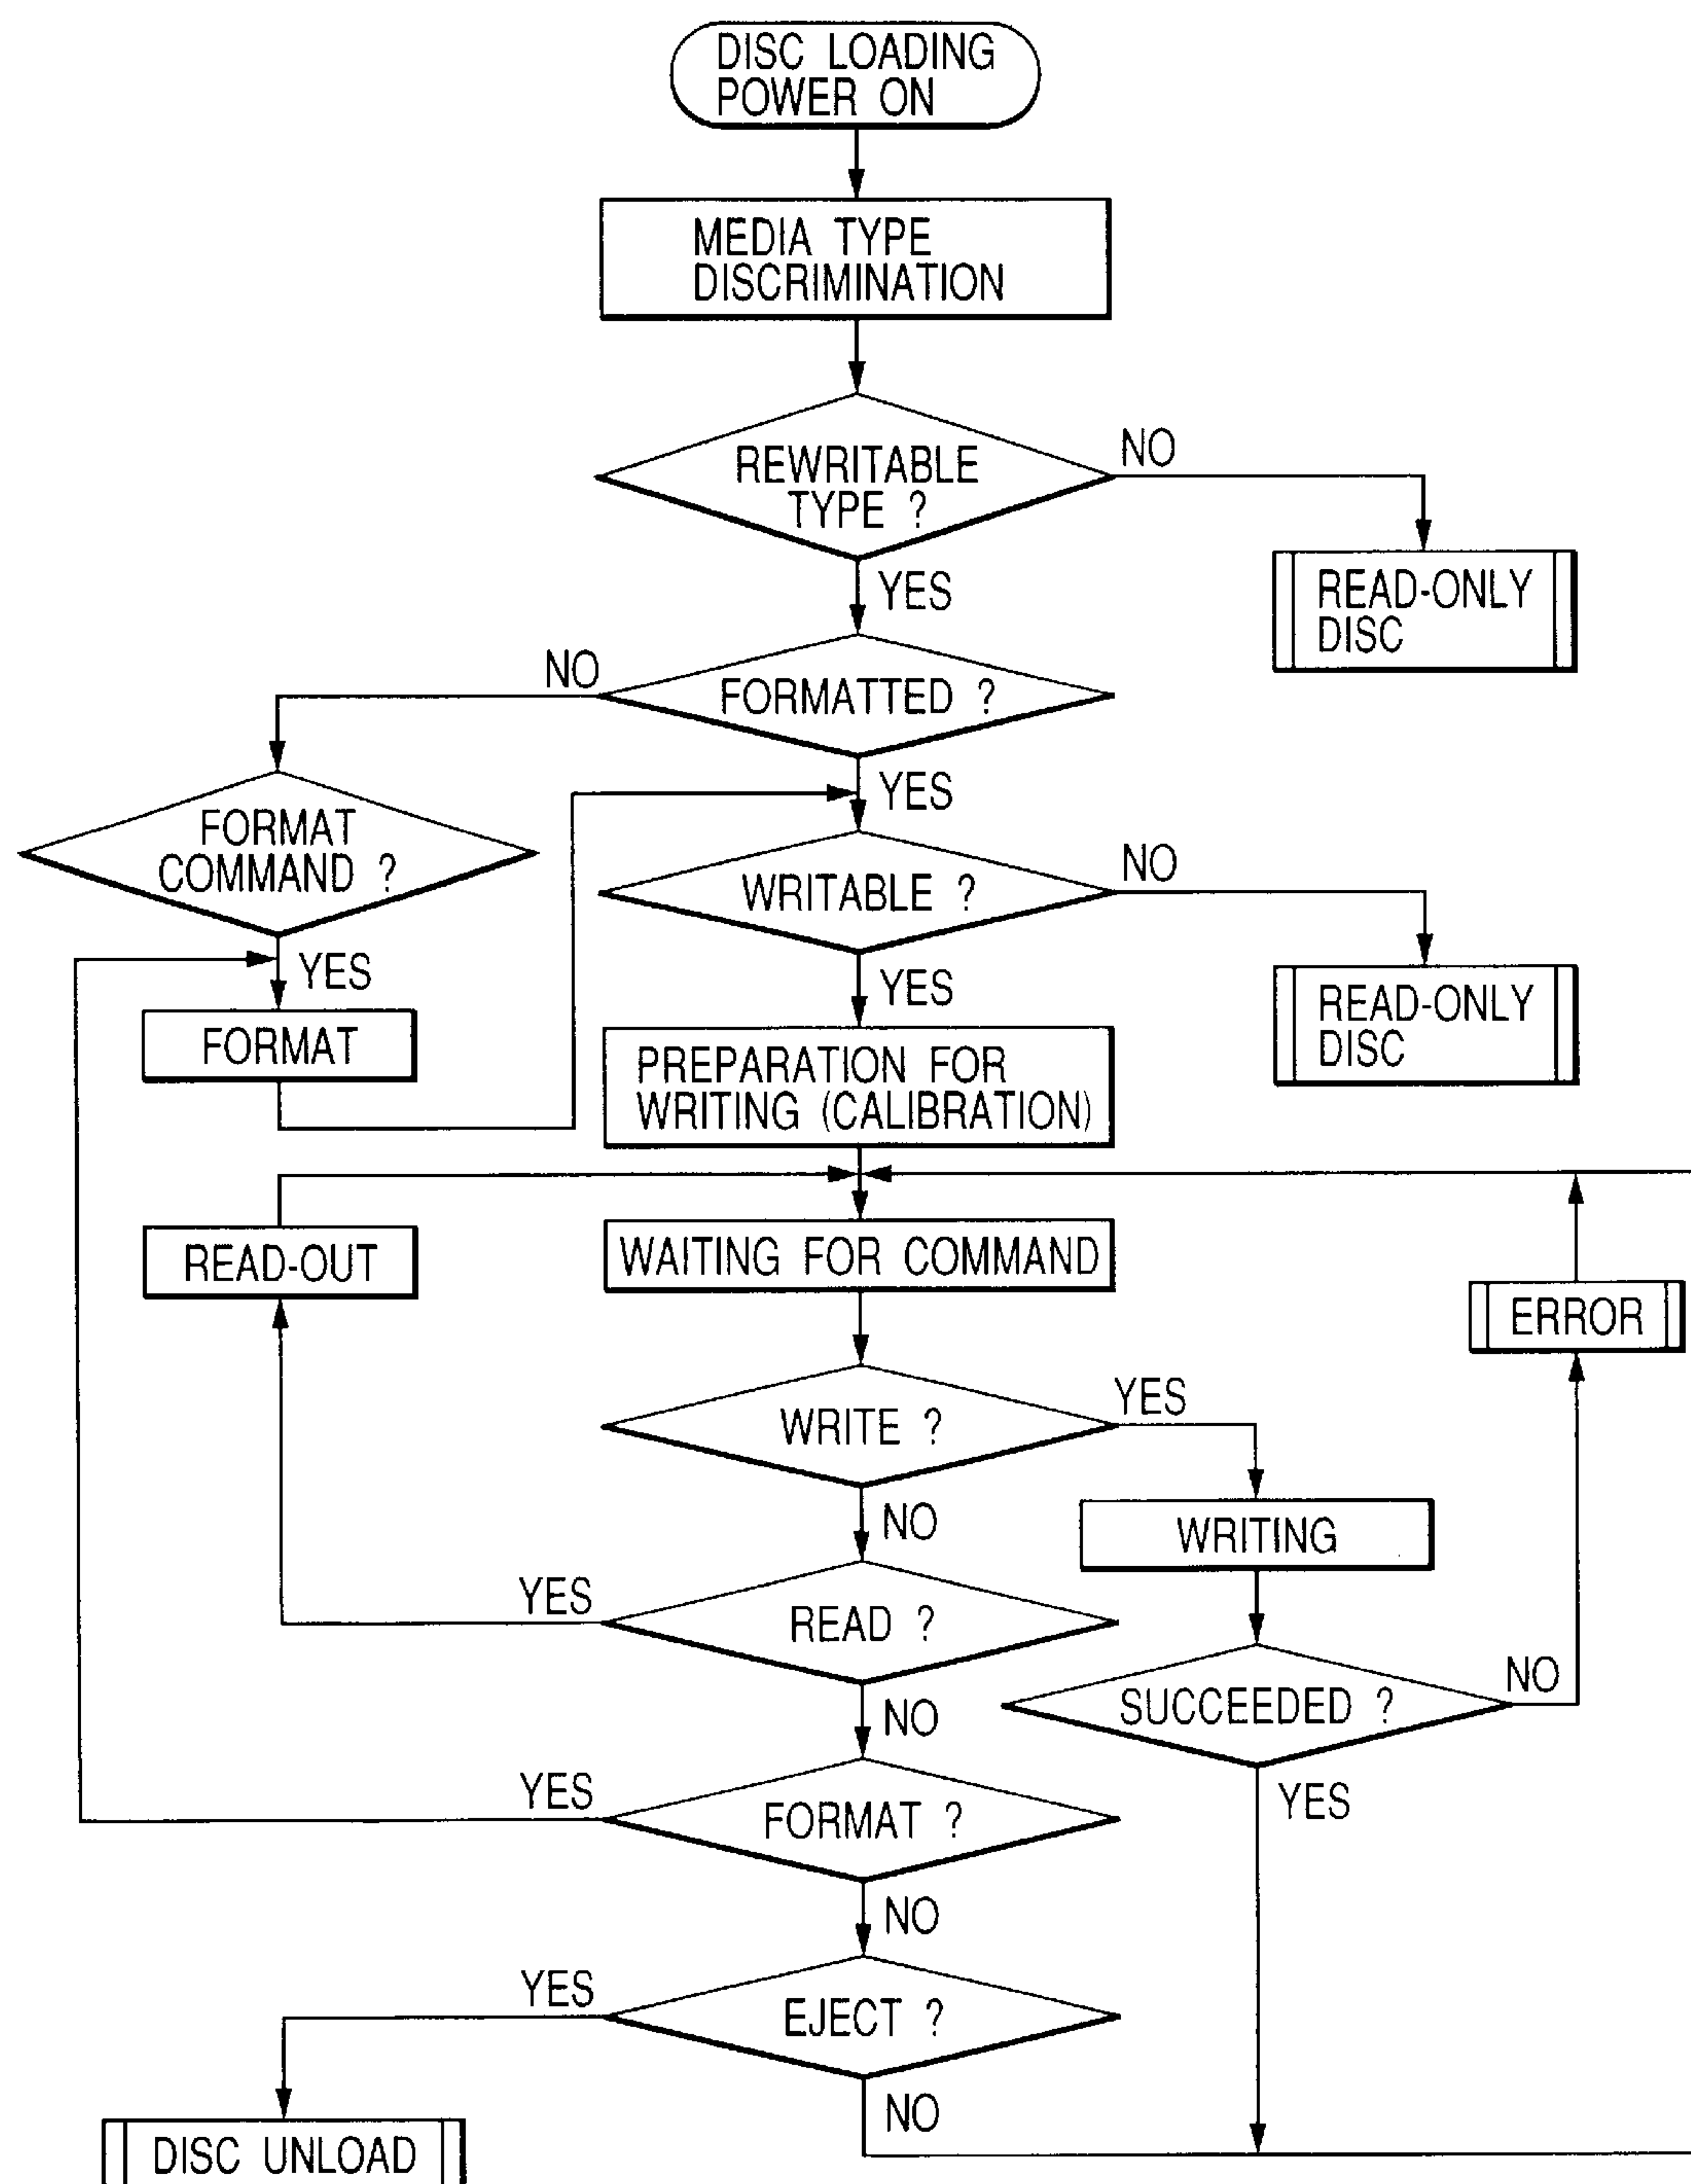 DISC LOADING
POWER ON
MEDIA TYPE
DISCRIMINATION
REWRITABLE
TYPE ?
NO
YES
READ-ONLY
DISC
NO
FORMATTED ?
YES
FORMAT
COMMAND ?
WRITABLE ?
NO
YES
YES
READ-ONLY
DISC
FORMAT
PREPARATION FOR
WRITING (CALIBRATION)
READ-OUT
WAITING FOR COMMAND
ERROR
WRITE ?
YES
NO
WRITING
YES
READ ?
NO
SUCCEEDED ?
NO
YES
YES
FORMAT ?
NO
YES
EJECT ?
NO
DISC UNLOAD